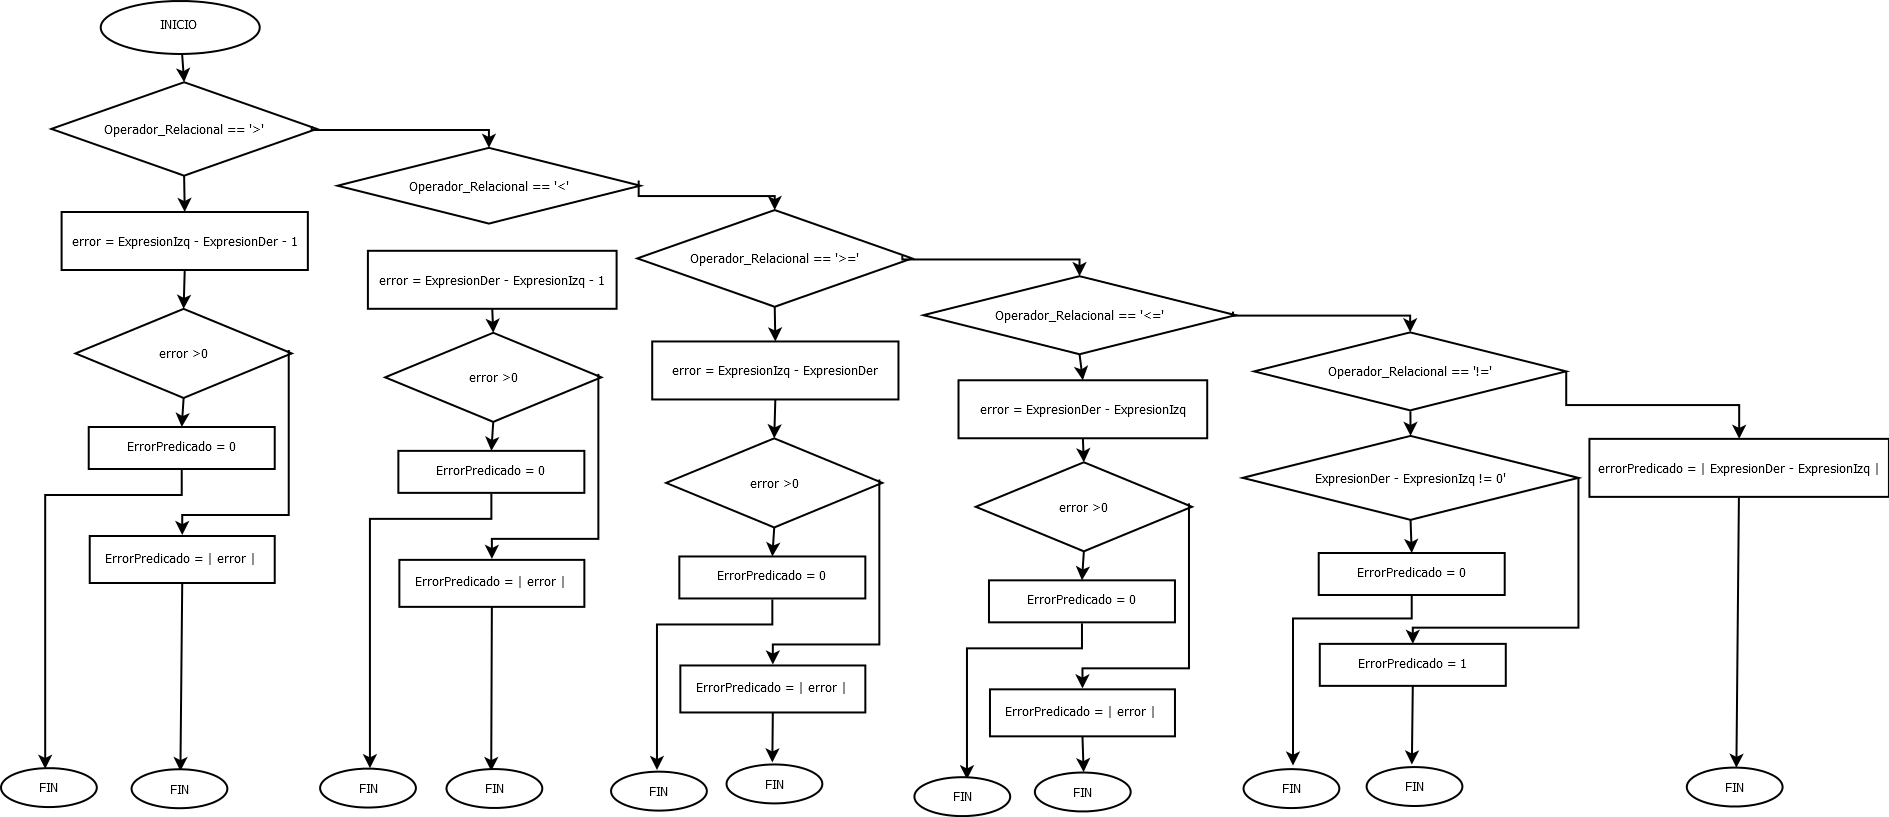 INICIO
Operador_Relacional == '>'
error = ExpresionIzq - ExpresionDer - 1
error >0
ErrorPredicado = 0
ErrorPredicado = | error |
FIN
FIN
Operador_Relacional == '<'
error = ExpresionDer - ExpresionIzq - 1
error >0
ErrorPredicado = 0
ErrorPredicado = | error |
FIN
FIN
Operador_Relacional == '>='
error = ExpresionIzq - ExpresionDer
error >0
ErrorPredicado = 0
ErrorPredicado = | error |
FIN
FIN
Operador_Relacional == '<='
error = ExpresionDer - ExpresionIzq
error >0
ErrorPredicado = 0
ErrorPredicado = | error |
FIN
FIN
Operador_Relacional == '!='
ExpresionDer - ExpresionIzq != 0'
ErrorPredicado = 0
ErrorPredicado = 1
FIN
FIN
errorPredicado = | ExpresionDer - ExpresionIzq |
FIN